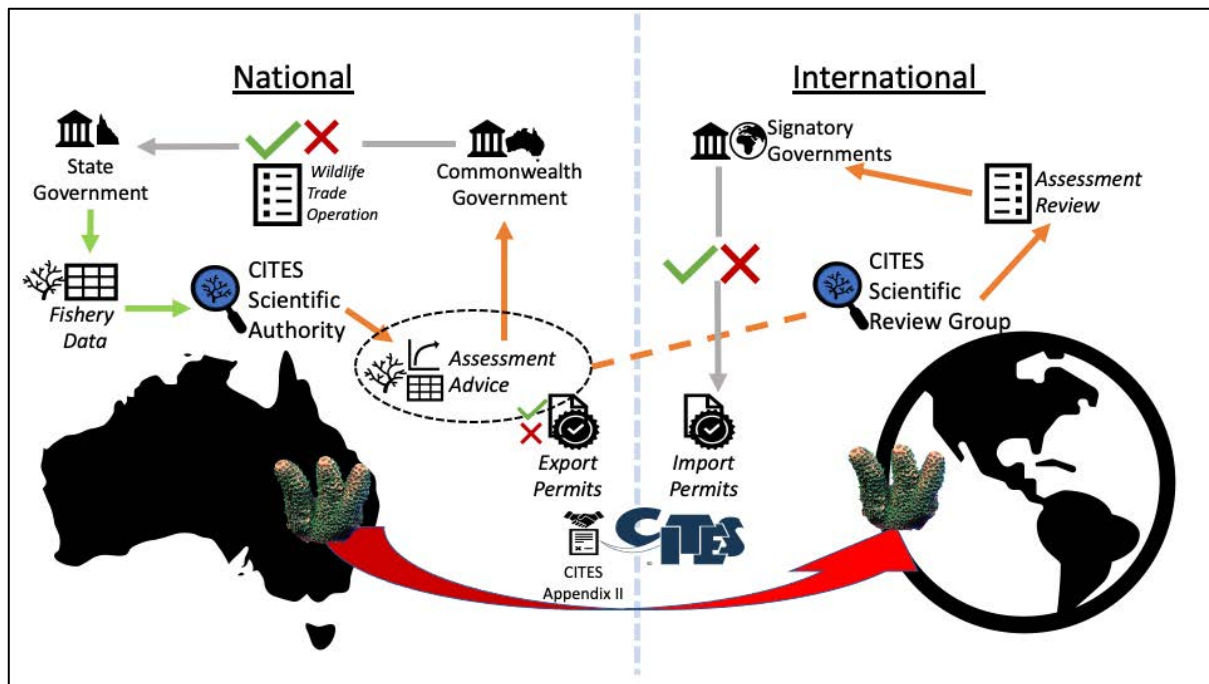 National
International
State
Government
Wildlife
Trade
Operation
Commonwealth
Government
Signatory
Governments
Assessment
Review
Fishery
Data
CITES
Scientific
Authority
Assessment
Advice
CITES
Scientific
Review Group
Export
Permits
Import
Permits
CITES
CITES
Appendix II